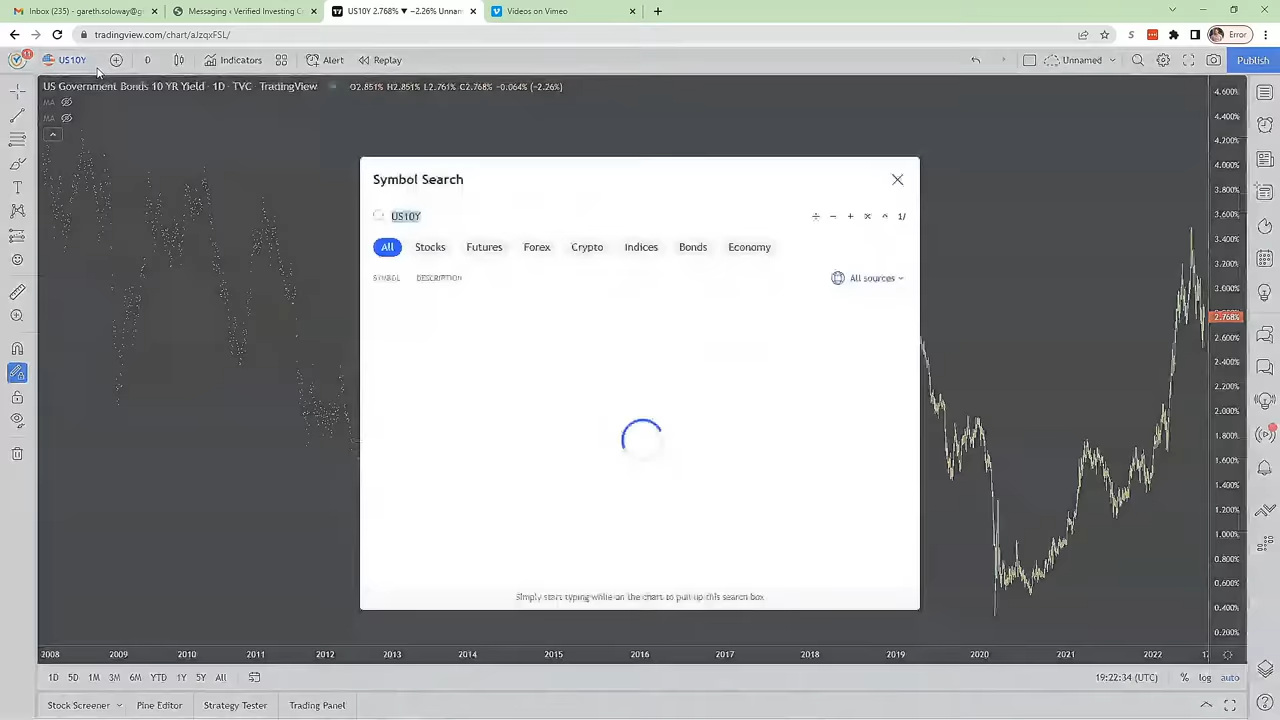 Inbox (235) - gareth.soloway@g
Messaging • Verified Investing C
US10Y 2.768% ▼ −2.26% Unnam
Videos on Vimeo
tradingview.com/chart/aJzqxFSL/
Error
11
US10Y
D
Indicators
Alert
Replay
Unnamed
Publish
US Government Bonds 10 YR Yield · 1D · TVC · TradingView
O2.851% H2.851% L2.761% C2.768% −0.064% (−2.26%)
MA
MA
Symbol Search
US10Y
1/
All
Stocks
Futures
Forex
Crypto
Indices
Bonds
Economy
SYMBOL
DESCRIPTION
All sources
Simply start typing while on the chart to pull up this search box
4.600%
4.400%
4.200%
4.000%
3.800%
3.600%
3.400%
3.200%
3.000%
2.768%
2.600%
2.400%
2.200%
2.000%
1.800%
1.600%
1.400%
1.200%
1.000%
0.800%
0.600%
0.400%
0.200%
2008
2009
2010
2011
2012
2013
2014
2015
2016
2017
2018
2019
2020
2021
2022
1D
5D
1M
3M
6M
YTD
1Y
5Y
All
19:22:34 (UTC)
%
log
auto
Stock Screener
Pine Editor
Strategy Tester
Trading Panel